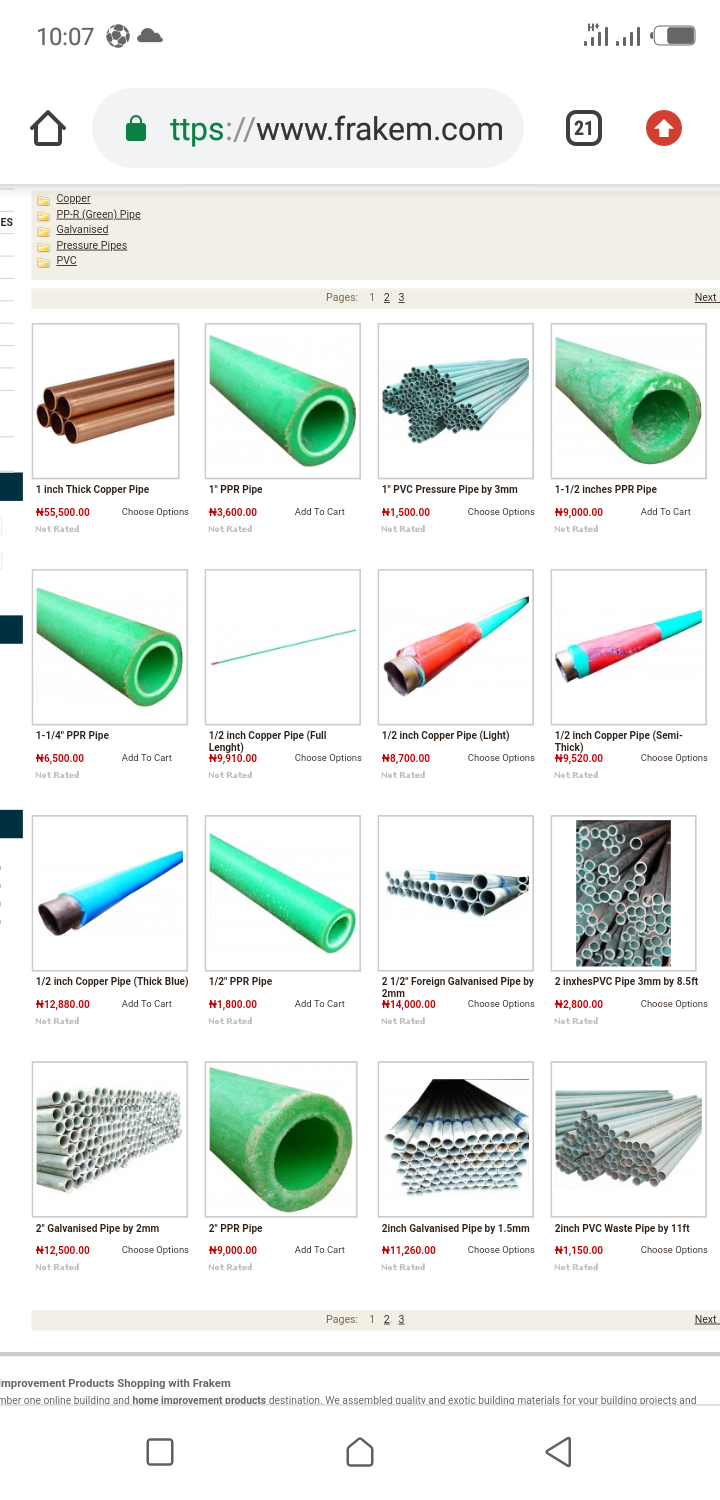 10:07
H+
ttps://www.frakem.com
21
Copper
ES
PP-R (Green) Pipe
Galvanised
Pressure Pipes
PVC
Pages: 1 2 3 Next
1 inch Thick Copper Pipe
₦55,500.00 Choose Options
Not Rated
1" PPR Pipe
₦3,600.00 Add To Cart
Not Rated
1" PVC Pressure Pipe by 3mm
₦1,500.00 Choose Options
Not Rated
1-1/2 inches PPR Pipe
₦9,000.00 Add To Cart
Not Rated
1-1/4" PPR Pipe
₦6,500.00 Add To Cart
Not Rated
1/2 inch Copper Pipe (Full
Lenght)
₦9,910.00 Choose Options
Not Rated
1/2 inch Copper Pipe (Light)
₦8,700.00 Choose Options
Not Rated
1/2 inch Copper Pipe (Semi-
Thick)
₦9,520.00 Choose Options
Not Rated
1/2 inch Copper Pipe (Thick Blue)
₦12,880.00 Add To Cart
Not Rated
1/2" PPR Pipe
₦1,800.00 Add To Cart
Not Rated
2 1/2" Foreign Galvanised Pipe by
2mm
₦14,000.00 Choose Options
Not Rated
2 inxhesPVC Pipe 3mm by 8.5ft
₦2,800.00 Choose Options
Not Rated
2" Galvanised Pipe by 2mm
₦12,500.00 Choose Options
Not Rated
2" PPR Pipe
₦9,000.00 Add To Cart
Not Rated
2inch Galvanised Pipe by 1.5mm
₦11,260.00 Choose Options
Not Rated
2inch PVC Waste Pipe by 11ft
₦1,150.00 Choose Options
Not Rated
Pages: 1 2 3 Next
Improvement Products Shopping with Frakem
mber one online building and home improvement products destination. We assembled quality and exotic building materials for your building projects and